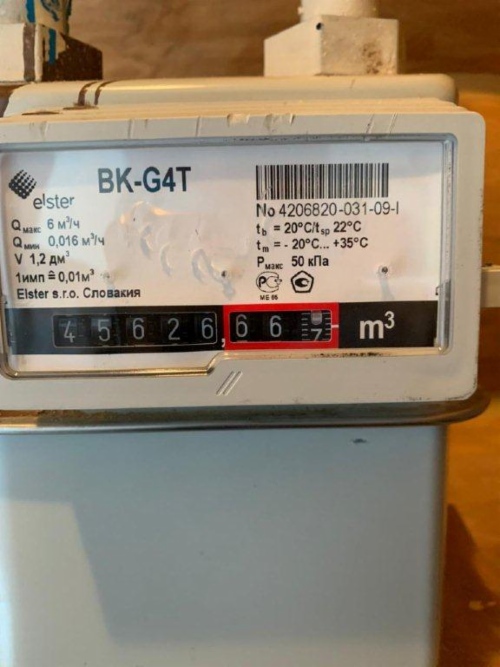 elster
BK-G4T
Qмакс 6 м³/ч
Qмин 0,016 м³/ч
V 1,2 дм³
1имп ≙ 0,01м³
Elster s.r.o. Словакия
No 4206820-031-09-I
tb = 20°C/tsp 22°C
tm = - 20°C... +35°C
Pмакс 50 кПа
45626,667 m³